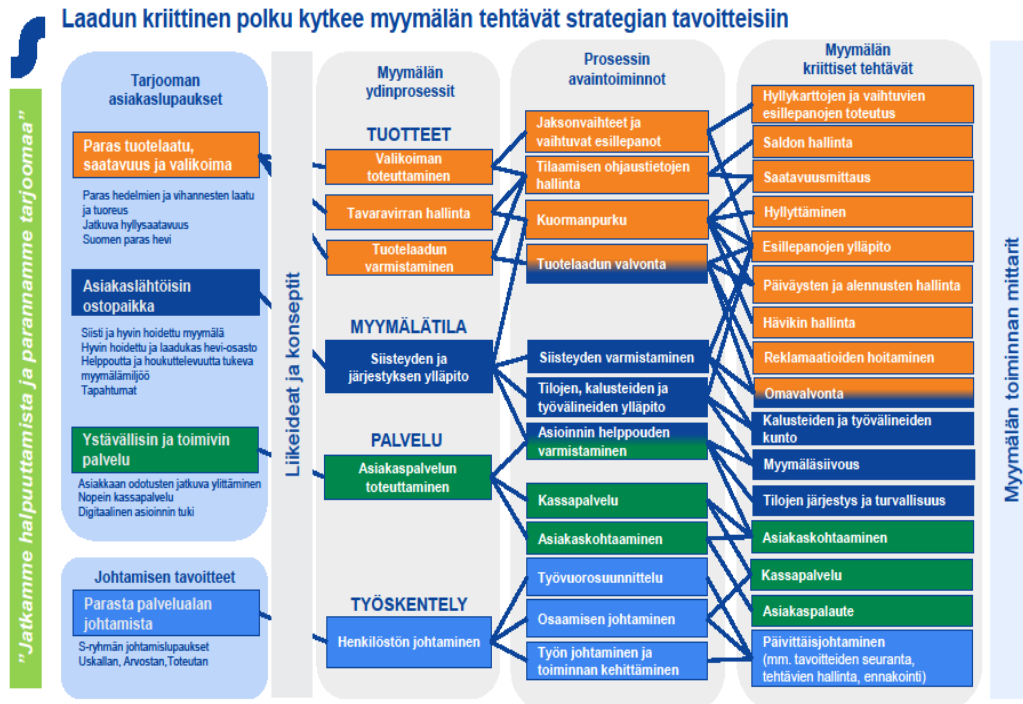 Laadun kriittinen polku kytkee myymälän tehtävät strategian tavoitteisiin
"Jatkamme halpuuttamista ja parannamme tarjoomaa"
Tarjooman
asiakaslupaukset
Paras tuotelaatu,
saatavuus ja valikoima
Paras hedelmien ja vihannesten laatu
ja tuoreus
Jatkuva hyllysaatavuus
Suomen paras hevi
Asiakaslähtöisin
ostopaikka
Siisti ja hyvin hoidettu myymälä
Hyvin hoidettu ja laadukas hevi-osasto
Helppoutta ja houkuttelevuutta tukeva
myymälämiljöö
Tapahtumat
Ystävällisin ja toimivin
palvelu
Asiakkaan odotusten jatkuva ylittäminen
Nopein kassapalvelu
Digitaalinen asioinnin tuki
Johtamisen tavoitteet
Parasta palvelualan
johtamista
S-ryhmän johtamislupaukset
Uskallan, Arvostan,Toteutan
Liikeideat ja konseptit
Myymälän
ydinprosessit
TUOTTEET
Valikoiman
toteuttaminen
Tavaravirran hallinta
Tuotelaadun
varmistaminen
MYYMÄLÄTILA
Siisteyden ja
järjestyksen ylläpito
PALVELU
Asiakaspalvelun
toteuttaminen
TYÖSKENTELY
Henkilöstön johtaminen
Prosessin
avaintoiminnot
Jaksonvaihteet ja
vaihtuvat esillepanot
Tilaamisen ohjaustietojen
hallinta
Kuormanpurku
Tuotelaadun valvonta
Siisteyden varmistaminen
Tilojen, kalusteiden ja
työvälineiden ylläpito
Asioinnin helppouden
varmistaminen
Kassapalvelu
Asiakaskohtaaminen
Työvuorosuunnittelu
Osaamisen johtaminen
Työn johtaminen ja
toiminnan kehittäminen
Myymälän
kriittiset tehtävät
Hyllykarttojen ja vaihtuvien
esillepanojen toteutus
Saldon hallinta
Saatavuusmittaus
Hyllyttäminen
Esillepanojen ylläpito
Päiväysten ja alennusten hallinta
Hävikin hallinta
Reklamaatioiden hoitaminen
Omavalvonta
Kalusteiden ja työvälineiden
kunto
Myymäläsiivous
Tilojen järjestys ja turvallisuus
Asiakaskohtaaminen
Kassapalvelu
Asiakaspalaute
Päivittäisjohtaminen
(mm. tavoitteiden seuranta,
tehtävien hallinta, ennakointi)
Myymälän toiminnan mittarit